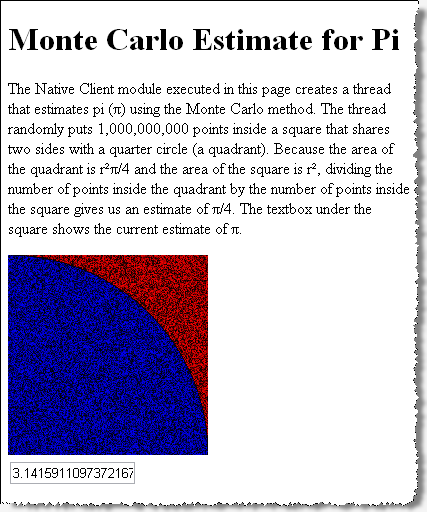 Monte Carlo Estimate for Pi
The Native Client module executed in this page creates a thread
that estimates pi (π) using the Monte Carlo method. The thread
randomly puts 1,000,000,000 points inside a square that shares
two sides with a quarter circle (a quadrant). Because the area of
the quadrant is r²π/4 and the area of the square is r², dividing the
number of points inside the quadrant by the number of points inside
the square gives us an estimate of π/4. The textbox under the
square shows the current estimate of π.
3.1415911097372167